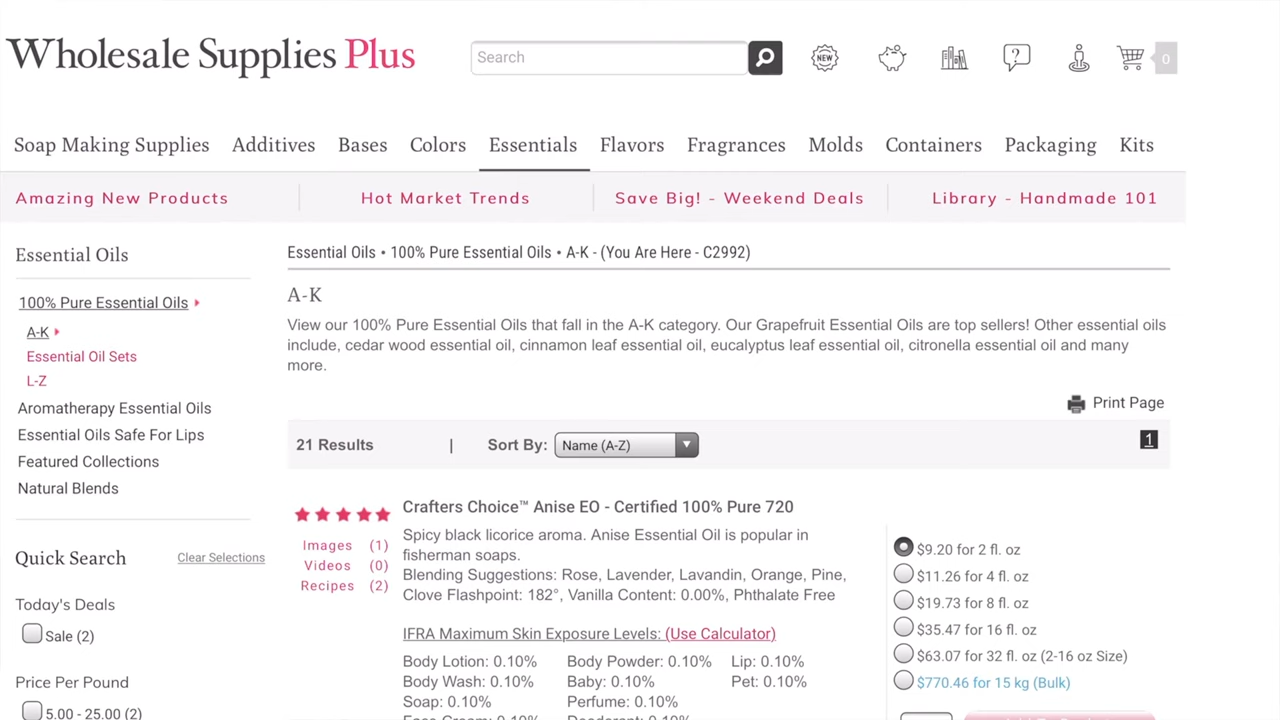 Wholesale Supplies Plus
Search
NEW
?
0
Soap Making Supplies Additives Bases Colors Essentials Flavors Fragrances Molds Containers Packaging Kits
Amazing New Products Hot Market Trends Save Big! - Weekend Deals Library - Handmade 101
Essential Oils
100% Pure Essential Oils
A-K
Essential Oil Sets
L-Z
Aromatherapy Essential Oils
Essential Oils Safe For Lips
Featured Collections
Natural Blends
Quick Search Clear Selections
Today's Deals
Sale (2)
Price Per Pound
5.00 - 25.00 (2)
Essential Oils • 100% Pure Essential Oils • A-K - (You Are Here - C2992)
A-K
View our 100% Pure Essential Oils that fall in the A-K category. Our Grapefruit Essential Oils are top sellers! Other essential oils
include, cedar wood essential oil, cinnamon leaf essential oil, eucalyptus leaf essential oil, citronella essential oil and many
more.
Print Page
21 Results | Sort By: Name (A-Z) 1
Images (1)
Videos (0)
Recipes (2)
Crafters Choice™ Anise EO - Certified 100% Pure 720
Spicy black licorice aroma. Anise Essential Oil is popular in
fisherman soaps.
Blending Suggestions: Rose, Lavender, Lavandin, Orange, Pine,
Clove Flashpoint: 182°, Vanilla Content: 0.00%, Phthalate Free
IFRA Maximum Skin Exposure Levels: (Use Calculator)
Body Lotion: 0.10% Body Powder: 0.10% Lip: 0.10%
Body Wash: 0.10% Baby: 0.10% Pet: 0.10%
Soap: 0.10% Perfume: 0.10%
Face Cream: 0.10% Deodorant: 0.10%
$9.20 for 2 fl. oz
$11.26 for 4 fl. oz
$19.73 for 8 fl. oz
$35.47 for 16 fl. oz
$63.07 for 32 fl. oz (2-16 oz Size)
$770.46 for 15 kg (Bulk)